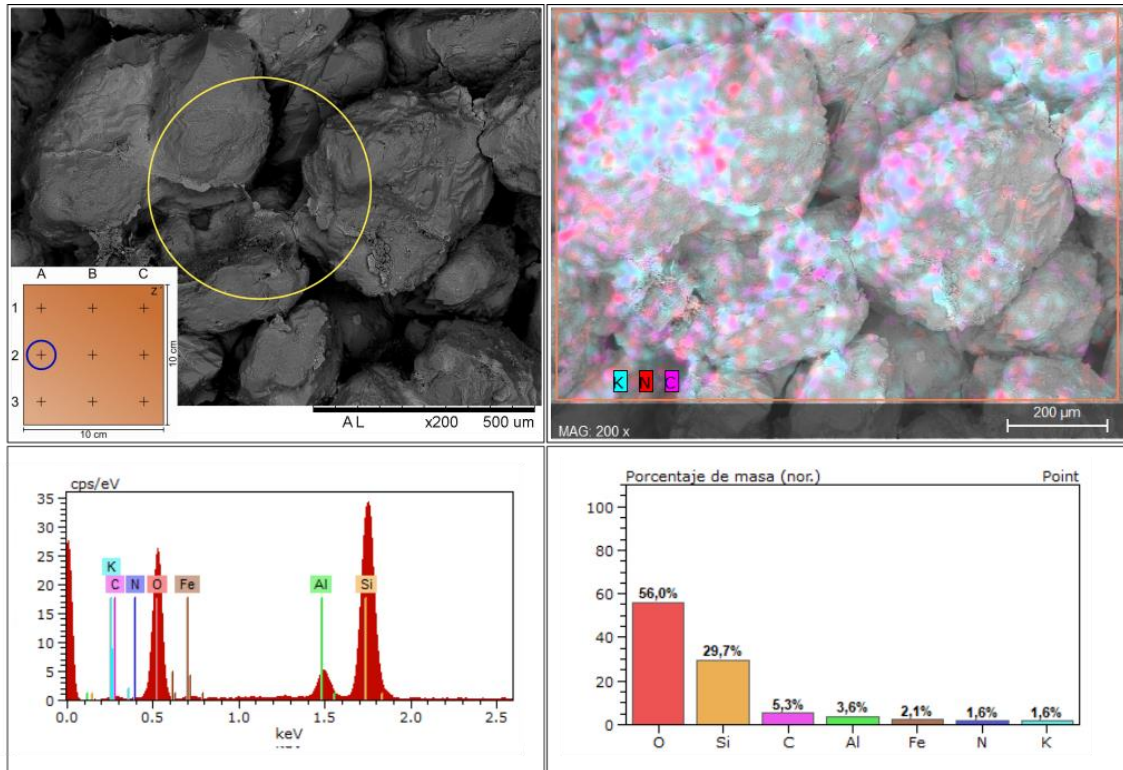 A B C
z
1
2
3
10 cm
10 cm
A L x200 500 um
K N C
MAG: 200 x
200 µm
cps/eV
35
30
25
20
15
10
5
0
K
C N O Fe Al Si
0.0 0.5 1.0 1.5 2.0 2.5
keV
Porcentaje de masa (nor.) Point
100
80
60
40
20
0
56,0%
29,7%
5,3%
3,6%
2,1%
1,6%
1,6%
O Si C Al Fe N K